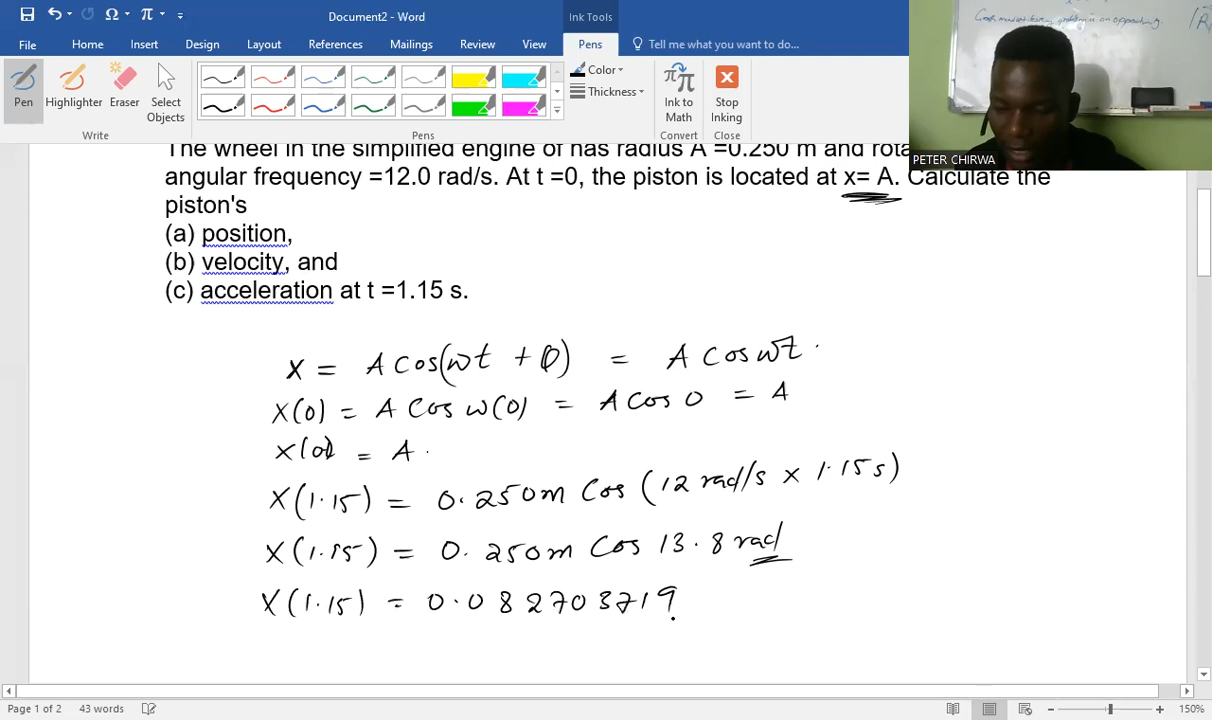 Document2 - Word
Ink Tools
File Home Insert Design Layout References Mailings Review View Pens Tell me what you want to do...
Pen Highlighter Eraser Select Objects
Color
Thickness
Ink to Math
Stop Inking
Write Pens Convert Close
PETER CHIRWA
The wheel in the simplified engine of has radius A =0.250 m and rota
angular frequency =12.0 rad/s. At t =0, the piston is located at x= A. Calculate the
piston's
(a) position,
(b) velocity, and
(c) acceleration at t =1.15 s.
x = A cos(ωt + φ) = A cos ωt.
x(0) = A cos ω(0) = A cos 0 = A
x(0) = A.
x(1.15) = 0.250m cos (12 rad/s x 1.15s)
x(1.15) = 0.250m cos 13.8 rad
x(1.15) = 0.082703719
Page 1 of 2 43 words
150%